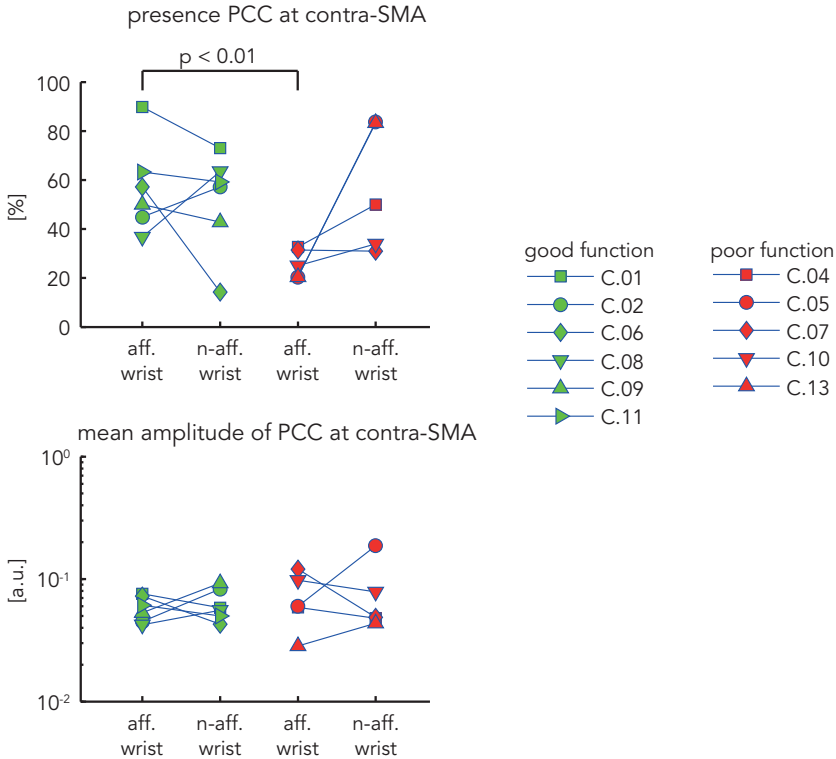 presence PCC at contra-SMA
p < 0.01
100
80
60
40
20
0
[%]
aff.
wrist
n-aff.
wrist
aff.
wrist
n-aff.
wrist
good function
C.01
C.02
C.06
C.08
C.09
C.11
poor function
C.04
C.05
C.07
C.10
C.13
mean amplitude of PCC at contra-SMA
10⁰
10⁻¹
10⁻²
[a.u.]
aff.
wrist
n-aff.
wrist
aff.
wrist
n-aff.
wrist